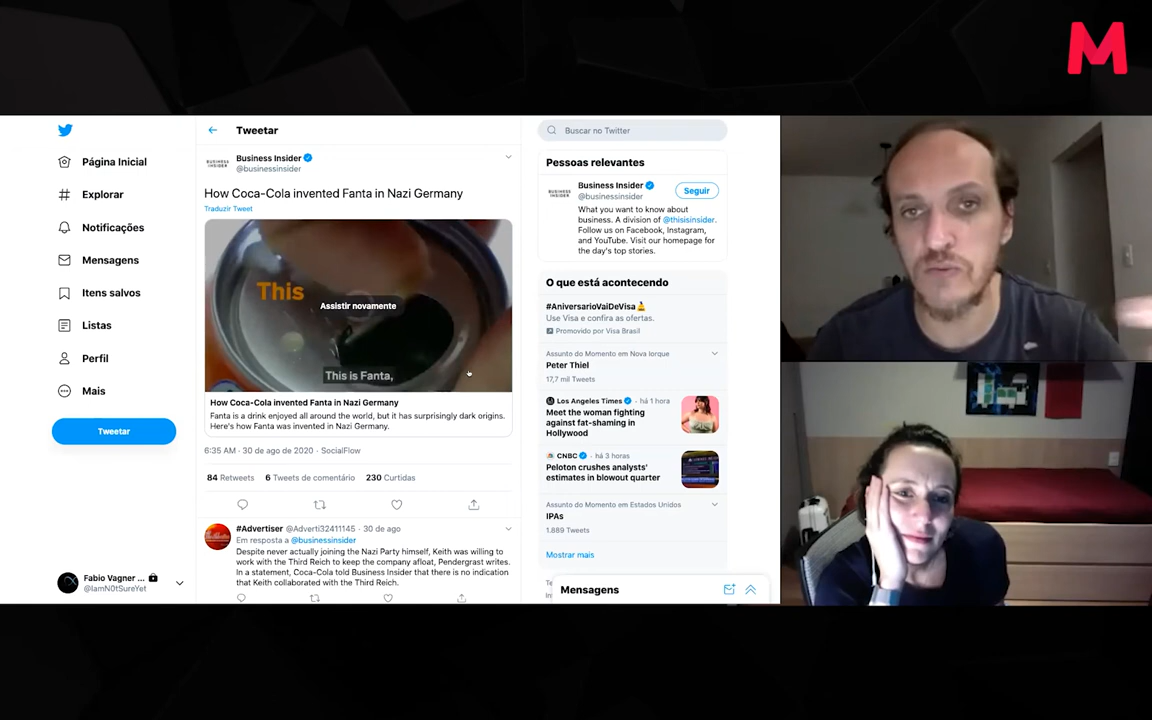 M
Tweetar
Buscar no Twitter
Página Inicial
Explorar
Notificações
Mensagens
Itens salvos
Listas
Perfil
Mais
Tweetar
Fabio Vagner ...
@IamN0tSureYet
BUSINESS
INSIDER
Business Insider
@businessinsider
How Coca-Cola invented Fanta in Nazi Germany
Traduzir Tweet
This
Assistir novamente
This is Fanta,
How Coca-Cola invented Fanta in Nazi Germany
Fanta is a drink enjoyed all around the world, but it has surprisingly dark origins.
Here's how Fanta was invented in Nazi Germany.
6:35 AM · 30 de ago de 2020 · SocialFlow
84 Retweets 6 Tweets de comentário 230 Curtidas
#Advertiser @Adverti32411145 · 30 de ago
Em resposta a @businessinsider
Despite never actually joining the Nazi Party himself, Keith was willing to
work with the Third Reich to keep the company afloat, Pendergrast writes.
In a statement, Coca-Cola told Business Insider that there is no indication
that Keith collaborated with the Third Reich.
Pessoas relevantes
BUSINESS
INSIDER
Business Insider
@businessinsider
Seguir
What you want to know about
business. A division of @thisisinsider.
Follow us on Facebook, Instagram,
and YouTube. Visit our homepage for
the day's top stories.
O que está acontecendo
#AniversarioVaiDeVisa
Use Visa e confira as ofertas.
Promovido por Visa Brasil
Assunto do Momento em Nova Iorque
Peter Thiel
17,7 mil Tweets
Los Angeles Times · há 1 hora
Meet the woman fighting
against fat-shaming in
Hollywood
CNBC · há 3 horas
Peloton crushes analysts'
estimates in blowout quarter
Assunto do Momento em Estados Unidos
IPAs
1.889 Tweets
Mostrar mais
Mensagens